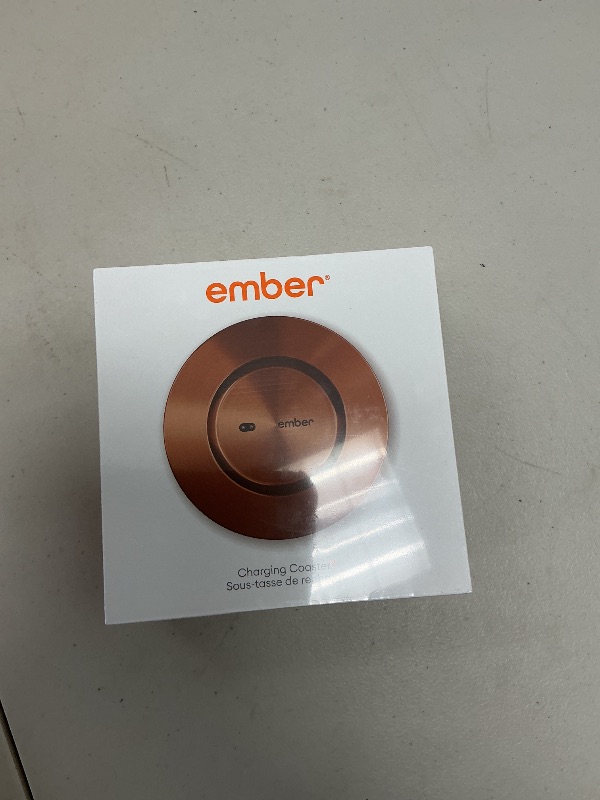 ember®
ember
Charging Coaster
Sous-tasse de